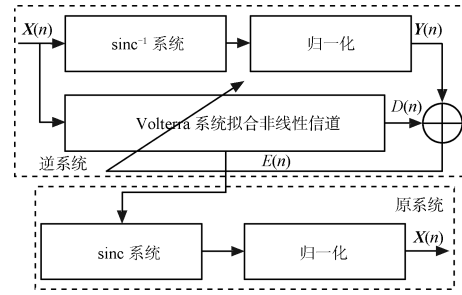 X(n)
sinc⁻¹ 系统
归一化
Y(n)
Volterra 系统拟合非线性信道
D(n)
逆系统
E(n)
原系统
sinc 系统
归一化
X(n)